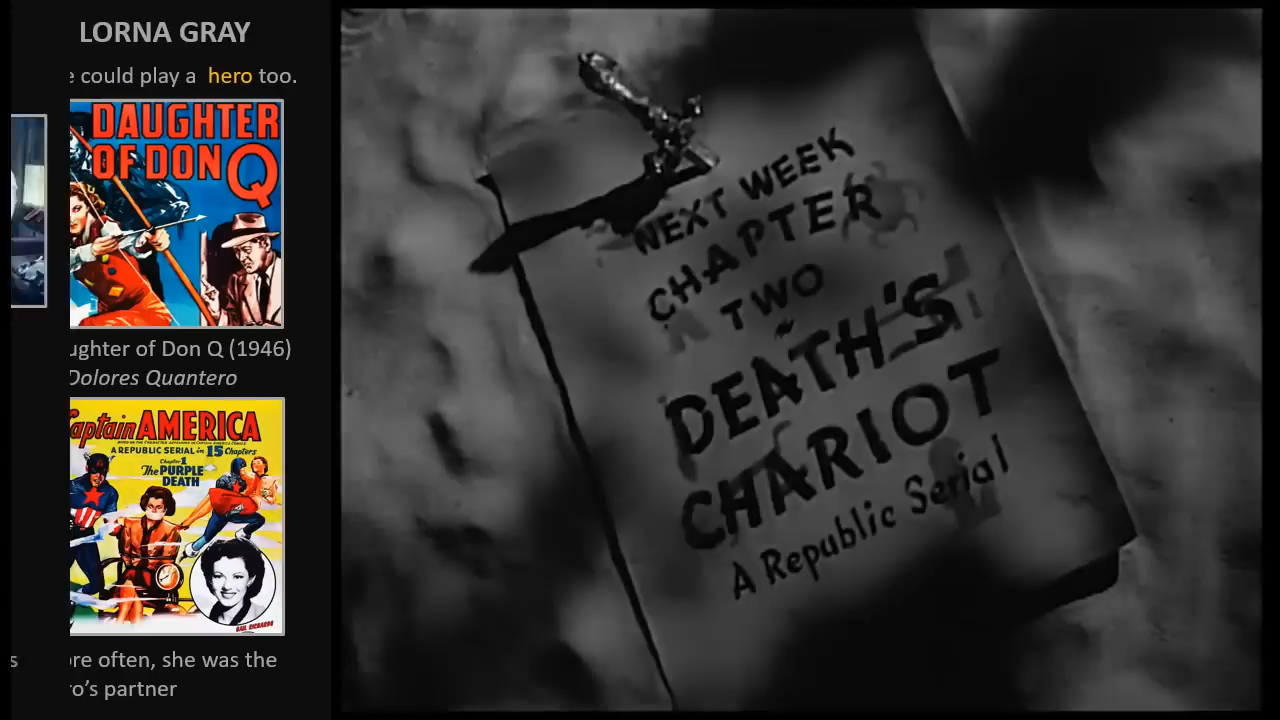 LORNA GRAY
e could play a hero too.
DAUGHTER
OF DON
Q
ughter of Don Q (1946)
Dolores Quantero
Captain AMERICA
A REPUBLIC SERIAL in 15 Chapters
Chapter 1
The PURPLE
DEATH
s
ore often, she was the
ro's partner
NEXT WEEK
CHAPTER
TWO
DEATH'S
CHARIOT
A Republic Serial